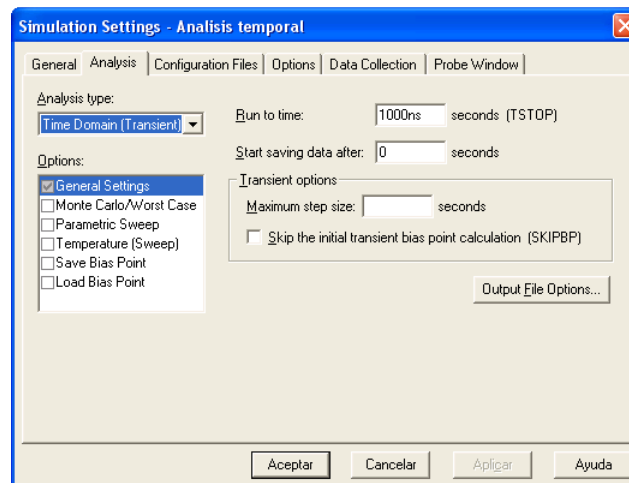 Simulation Settings - Analisis temporal
General Analysis Configuration Files Options Data Collection Probe Window
Analysis type:
Time Domain (Transient)
Options:
General Settings
Monte Carlo/Worst Case
Parametric Sweep
Temperature (Sweep)
Save Bias Point
Load Bias Point
Run to time: 1000ns seconds (TSTOP)
Start saving data after: 0 seconds
Transient options
Maximum step size: seconds
Skip the initial transient bias point calculation (SKIPBP)
Output File Options...
Aceptar Cancelar Aplicar Ayuda